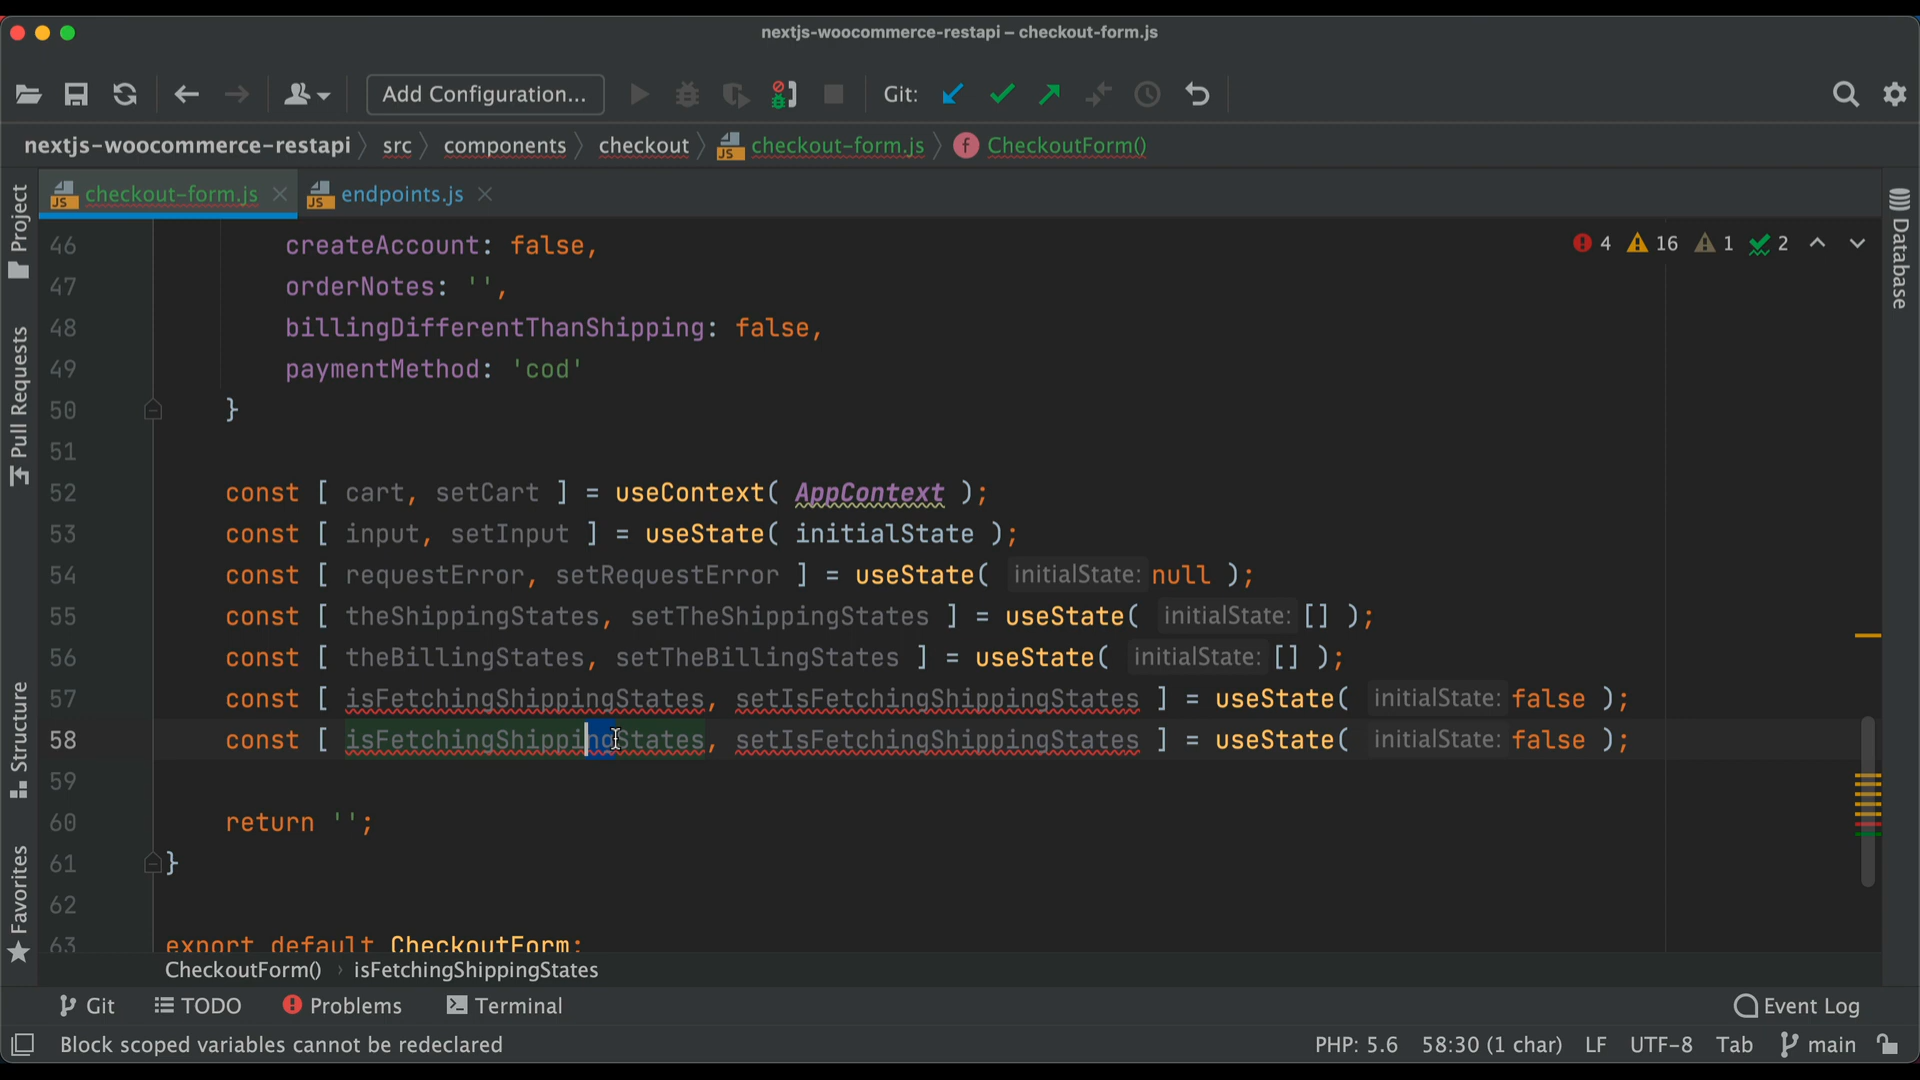 nextjs-woocommerce-restapi – checkout-form.js
Add Configuration...
Git:
nextjs-woocommerce-restapi
src
components
checkout
checkout-form.js
CheckoutForm()
checkout-form.js
endpoints.js
Project
Pull Requests
Structure
Favorites
Database
4 16 1 2
46 createAccount: false,
47 orderNotes: '',
48 billingDifferentThanShipping: false,
49 paymentMethod: 'cod'
50 }
51
52 const [ cart, setCart ] = useContext( AppContext );
53 const [ input, setInput ] = useState( initialState );
54 const [ requestError, setRequestError ] = useState( initialState: null );
55 const [ theShippingStates, setTheShippingStates ] = useState( initialState: [] );
56 const [ theBillingStates, setTheBillingStates ] = useState( initialState: [] );
57 const [ isFetchingShippingStates, setIsFetchingShippingStates ] = useState( initialState: false );
58 const [ isFetchingShippingStates, setIsFetchingShippingStates ] = useState( initialState: false );
59
60 return '';
61 }
62
63 export default CheckoutForm;
CheckoutForm() › isFetchingShippingStates
Git
TODO
Problems
Terminal
Event Log
Block scoped variables cannot be redeclared
PHP: 5.6 58:30 (1 char) LF UTF-8 Tab main